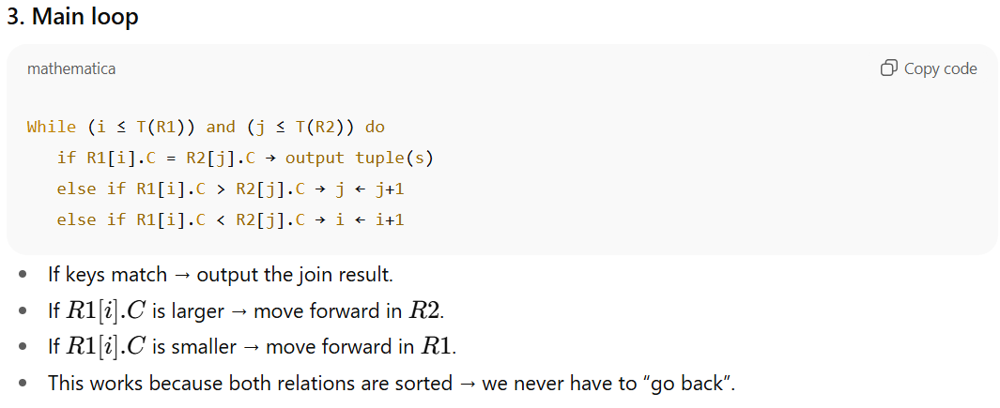 3. Main loop
mathematica
Copy code
While (i ≤ T(R1)) and (j ≤ T(R2)) do
if R1[i].C = R2[j].C → output tuple(s)
else if R1[i].C > R2[j].C → j ← j+1
else if R1[i].C < R2[j].C → i ← i+1
• If keys match → output the join result.
• If R1[i].C is larger → move forward in R2.
• If R1[i].C is smaller → move forward in R1.
• This works because both relations are sorted → we never have to “go back”.